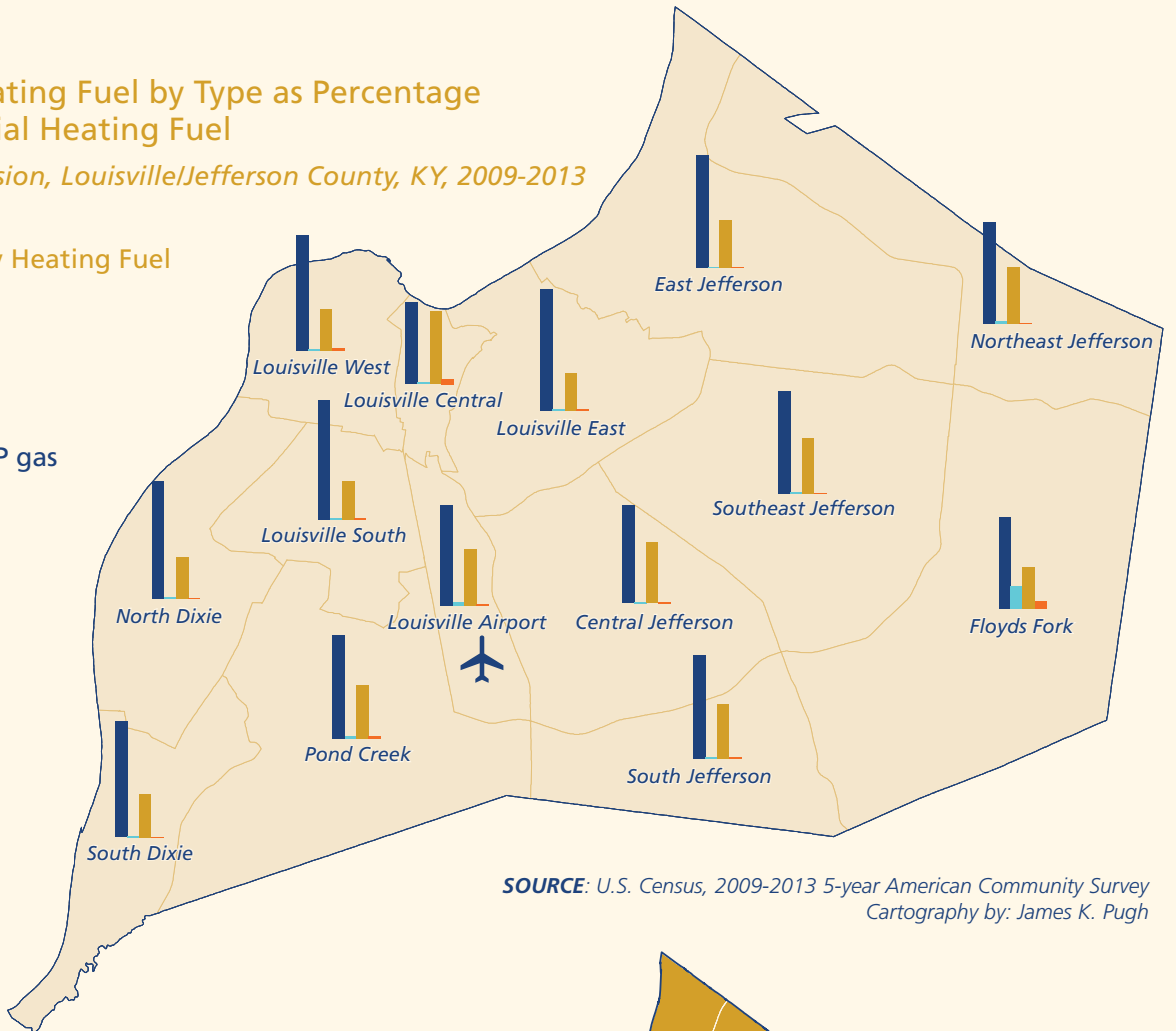 ating Fuel by Type as Percentage
ial Heating Fuel
sion, Louisville/Jefferson County, KY, 2009-2013
y Heating Fuel
East Jefferson
Northeast Jefferson
Louisville West
Louisville Central
Louisville East
P gas
Southeast Jefferson
Louisville South
North Dixie
Louisville Airport
Central Jefferson
Floyds Fork
Pond Creek
South Jefferson
South Dixie
SOURCE: U.S. Census, 2009-2013 5-year American Community Survey
Cartography by: James K. Pugh